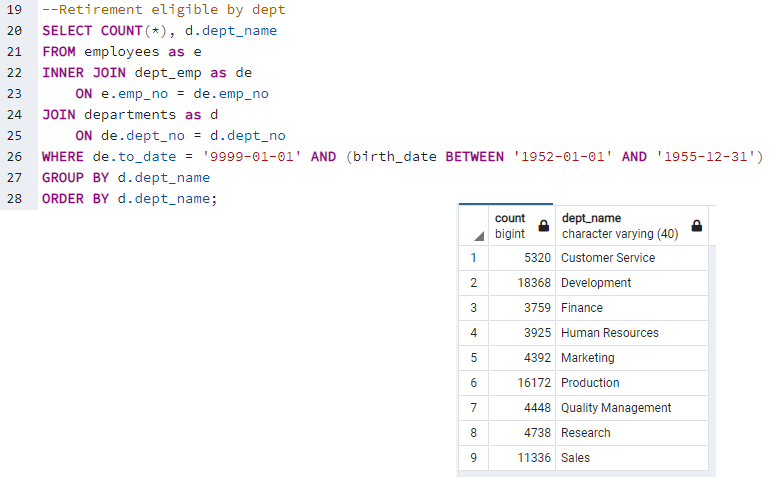 19 --Retirement eligible by dept
20 SELECT COUNT(*), d.dept_name
21 FROM employees as e
22 INNER JOIN dept_emp as de
23     ON e.emp_no = de.emp_no
24 JOIN departments as d
25     ON de.dept_no = d.dept_no
26 WHERE de.to_date = '9999-01-01' AND (birth_date BETWEEN '1952-01-01' AND '1955-12-31')
27 GROUP BY d.dept_name
28 ORDER BY d.dept_name;
count dept_name
bigint character varying (40)
1 5320 Customer Service
2 18368 Development
3 3759 Finance
4 3925 Human Resources
5 4392 Marketing
6 16172 Production
7 4448 Quality Management
8 4738 Research
9 11336 Sales